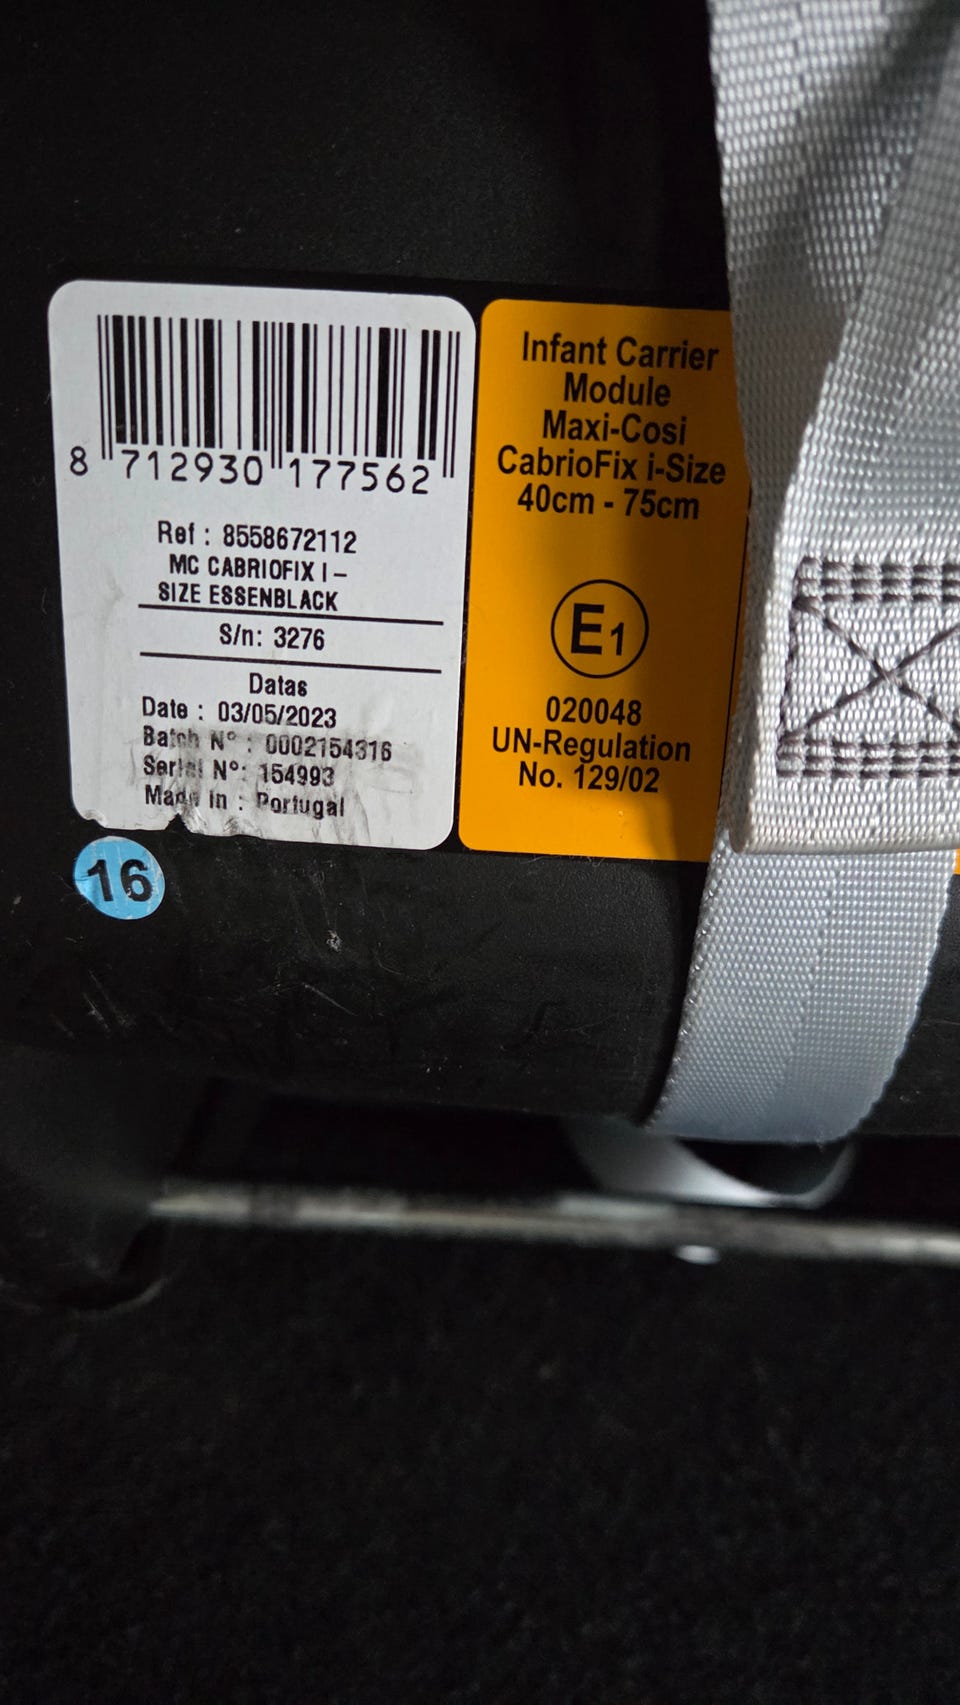 8 712930 177562
Ref : 8558672112
MC CABRIOFIX I-
SIZE ESSENBLACK
S/n: 3276
Datas
Date : 03/05/2023
Batch N° : 0002154316
Serial N°: 154993
Made In : Portugal
Infant Carrier
Module
Maxi-Cosi
CabrioFix i-Size
40cm - 75cm
E1
020048
UN-Regulation
No. 129/02
16